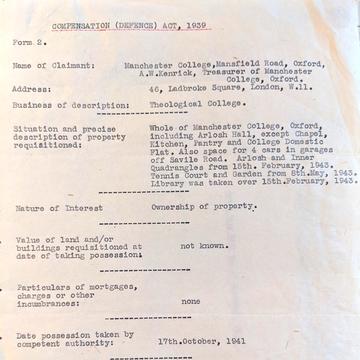 COMPENSATION (DEFENCE) ACT, 1939
Form 2.
Name of Claimant: Manchester College,Mansfield Road, Oxford,
A.W.Kenrick, Treasurer of Manchester
College, Oxford.
Address: 46, Ladbroke Square, London, W.11.
Business of description: Theological College.
Situation and precise Whole of Manchester College, Oxford,
description of property including Arlosh Hall, except Chapel,
requisitioned: Kitchen, Pantry and College Domestic
Flat. Also space for 4 cars in garages
off Savile Road. Arlosh and Inner
Quadrangles from 15th. February, 1943.
Tennis Court and Garden from 8th.May, 1943.
Library was taken over 15th.February, 1943
Nature of Interest Ownership of property.
Value of land and/or
buildings requisitioned at not known.
date of taking possession:
Particulars of mortgages,
charges or other
incumbrances: none
Date possession taken by
competent authority: 17th.October, 1941